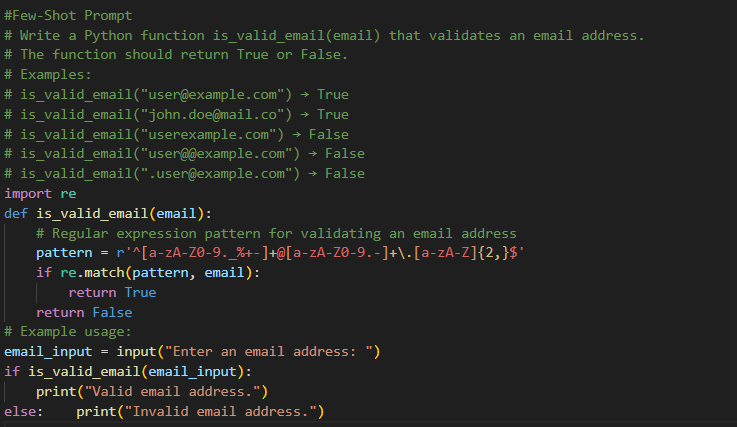 #Few-Shot Prompt
# Write a Python function is_valid_email(email) that validates an email address.
# The function should return True or False.
# Examples:
# is_valid_email("user@example.com") → True
# is_valid_email("john.doe@mail.co") → True
# is_valid_email("userexample.com") → False
# is_valid_email("user@@example.com") → False
# is_valid_email(".user@example.com") → False
import re
def is_valid_email(email):
    # Regular expression pattern for validating an email address
    pattern = r'^[a-zA-Z0-9._%+-]+@[a-zA-Z0-9.-]+\.[a-zA-Z]{2,}$'
    if re.match(pattern, email):
        return True
    return False
# Example usage:
email_input = input("Enter an email address: ")
if is_valid_email(email_input):
    print("Valid email address.")
else:    print("Invalid email address.")